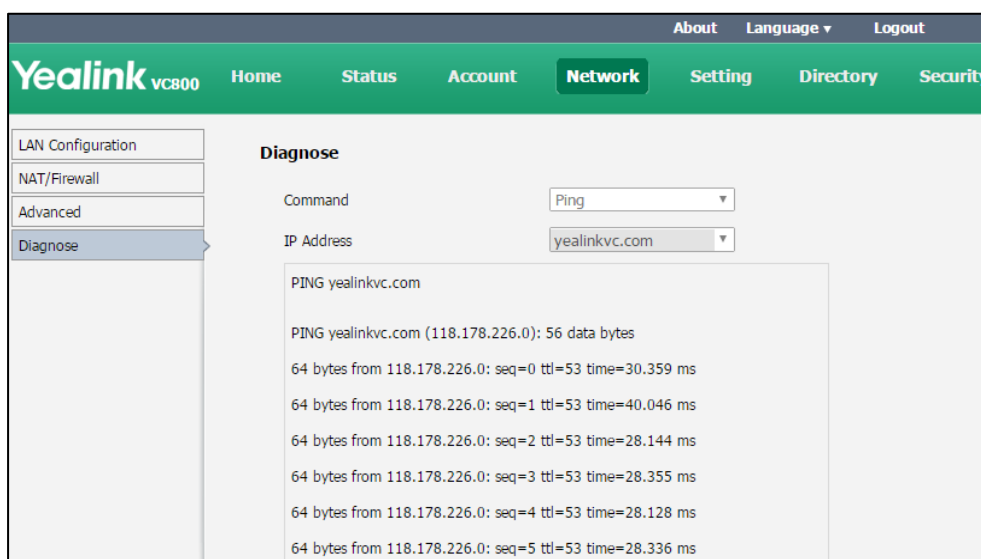 About Language ▾ Logout
Yealink VC800 Home Status Account Network Setting Directory Security
LAN Configuration
NAT/Firewall
Advanced
Diagnose
Diagnose
Command Ping
IP Address yealinkvc.com
PING yealinkvc.com
PING yealinkvc.com (118.178.226.0): 56 data bytes
64 bytes from 118.178.226.0: seq=0 ttl=53 time=30.359 ms
64 bytes from 118.178.226.0: seq=1 ttl=53 time=40.046 ms
64 bytes from 118.178.226.0: seq=2 ttl=53 time=28.144 ms
64 bytes from 118.178.226.0: seq=3 ttl=53 time=28.355 ms
64 bytes from 118.178.226.0: seq=4 ttl=53 time=28.128 ms
64 bytes from 118.178.226.0: seq=5 ttl=53 time=28.336 ms